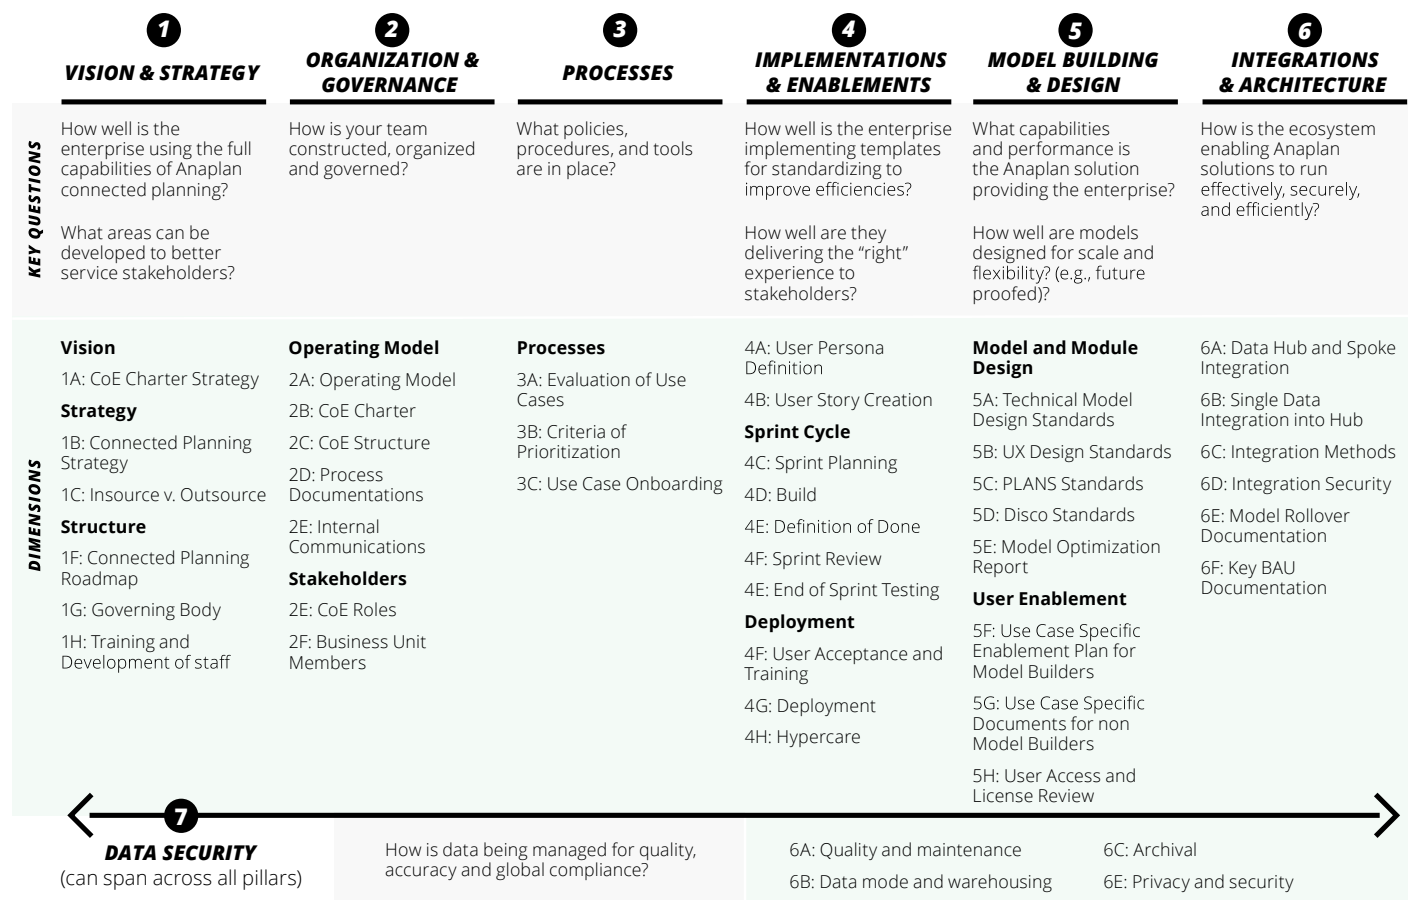 1
VISION & STRATEGY
2
ORGANIZATION &
GOVERNANCE
3
PROCESSES
4
IMPLEMENTATIONS
& ENABLEMENTS
5
MODEL BUILDING
& DESIGN
6
INTEGRATIONS
& ARCHITECTURE
KEY QUESTIONS
How well is the
enterprise using the full
capabilities of Anaplan
connected planning?
What areas can be
developed to better
service stakeholders?
How is your team
constructed, organized
and governed?
What policies,
procedures, and tools
are in place?
How well is the enterprise
implementing templates
for standardizing to
improve efficiencies?
How well are they
delivering the “right”
experience to
stakeholders?
What capabilities
and performance is
the Anaplan solution
providing the enterprise?
How well are models
designed for scale and
flexibility? (e.g., future
proofed)?
How is the ecosystem
enabling Anaplan
solutions to run
effectively, securely,
and efficiently?
DIMENSIONS
Vision
1A: CoE Charter Strategy
Strategy
1B: Connected Planning
Strategy
1C: Insource v. Outsource
Structure
1F: Connected Planning
Roadmap
1G: Governing Body
1H: Training and
Development of staff
Operating Model
2A: Operating Model
2B: CoE Charter
2C: CoE Structure
2D: Process
Documentations
2E: Internal
Communications
Stakeholders
2E: CoE Roles
2F: Business Unit
Members
Processes
3A: Evaluation of Use
Cases
3B: Criteria of
Prioritization
3C: Use Case Onboarding
4A: User Persona
Definition
4B: User Story Creation
Sprint Cycle
4C: Sprint Planning
4D: Build
4E: Definition of Done
4F: Sprint Review
4E: End of Sprint Testing
Deployment
4F: User Acceptance and
Training
4G: Deployment
4H: Hypercare
Model and Module
Design
5A: Technical Model
Design Standards
5B: UX Design Standards
5C: PLANS Standards
5D: Disco Standards
5E: Model Optimization
Report
User Enablement
5F: Use Case Specific
Enablement Plan for
Model Builders
5G: Use Case Specific
Documents for non
Model Builders
5H: User Access and
License Review
6A: Data Hub and Spoke
Integration
6B: Single Data
Integration into Hub
6C: Integration Methods
6D: Integration Security
6E: Model Rollover
Documentation
6F: Key BAU
Documentation
7
DATA SECURITY
(can span across all pillars)
How is data being managed for quality,
accuracy and global compliance?
6A: Quality and maintenance
6B: Data mode and warehousing
6C: Archival
6E: Privacy and security